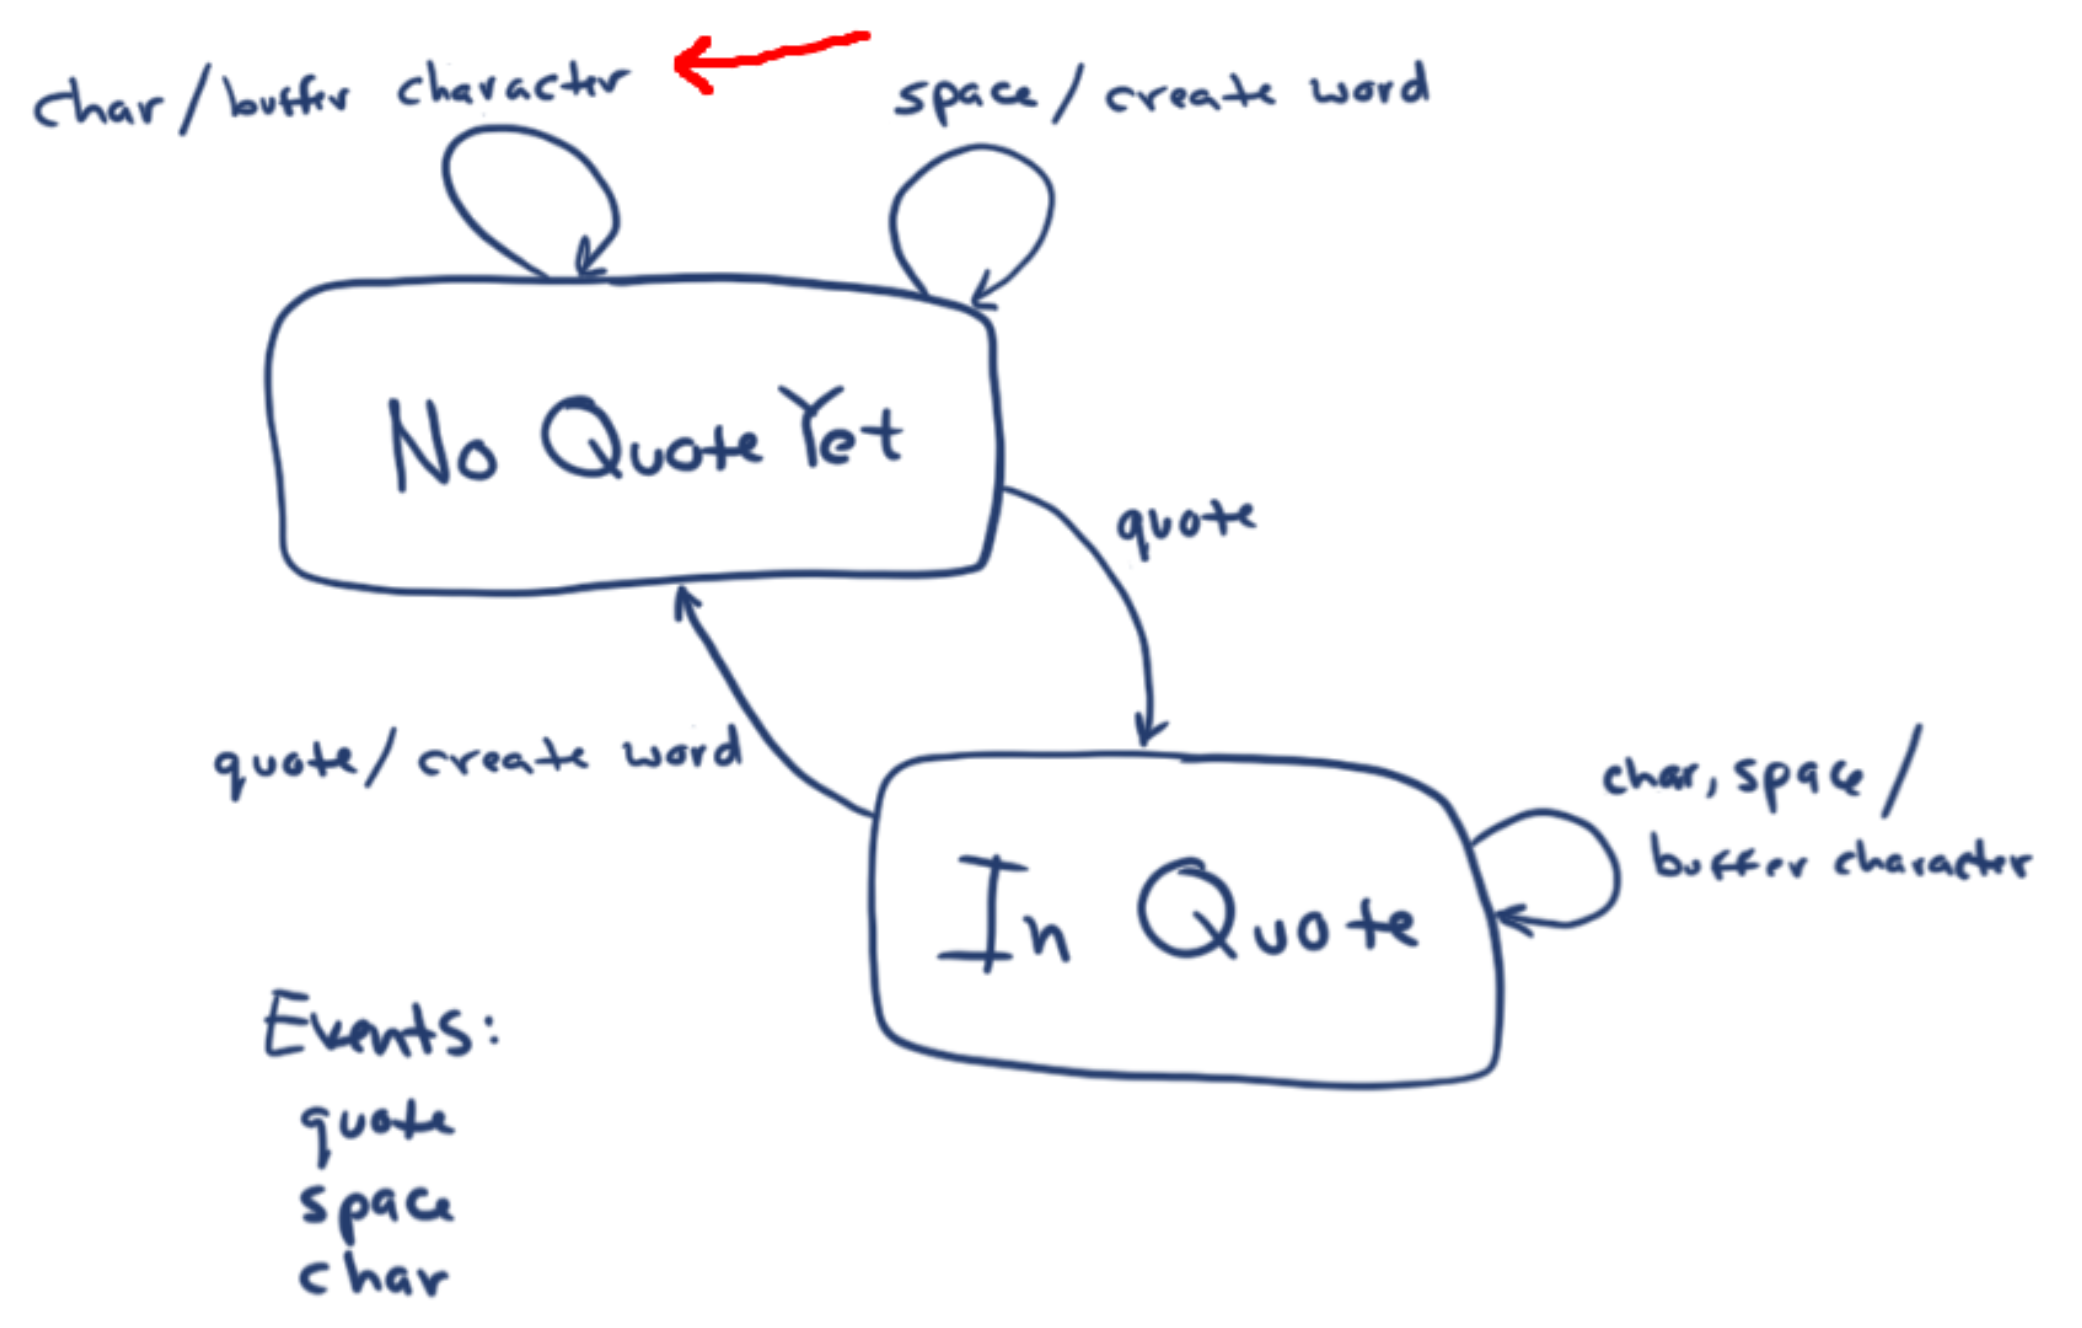 char/buffer character
space/create word
No Quote Yet
quote
quote/create word
char, space/
buffer character
In Quote
Events:
quote
space
char